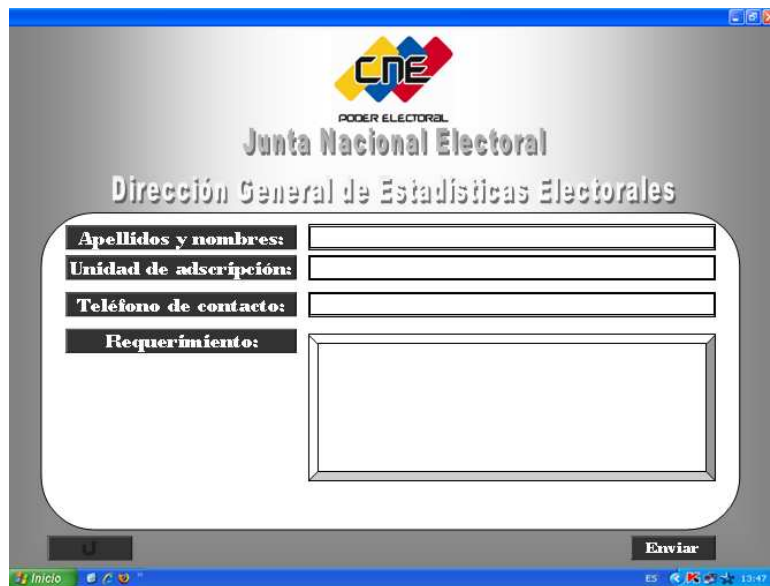 CNE
PODER ELECTORAL
Junta Nacional Electoral
Dirección General de Estadísticas Electorales
Apellidos y nombres:
Unidad de adscripción:
Teléfono de contacto:
Requerimiento:
Enviar
Inicio
ES 13:47